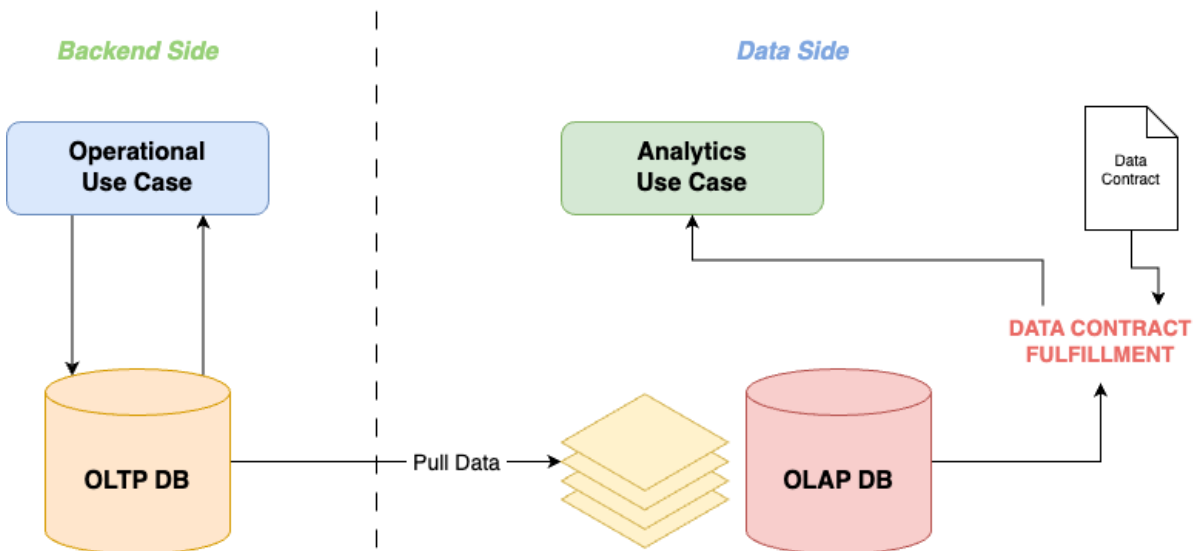 Backend Side
Data Side
Operational
Use Case
Analytics
Use Case
Data
Contract
DATA CONTRACT
FULFILLMENT
Pull Data
OLTP DB
OLAP DB